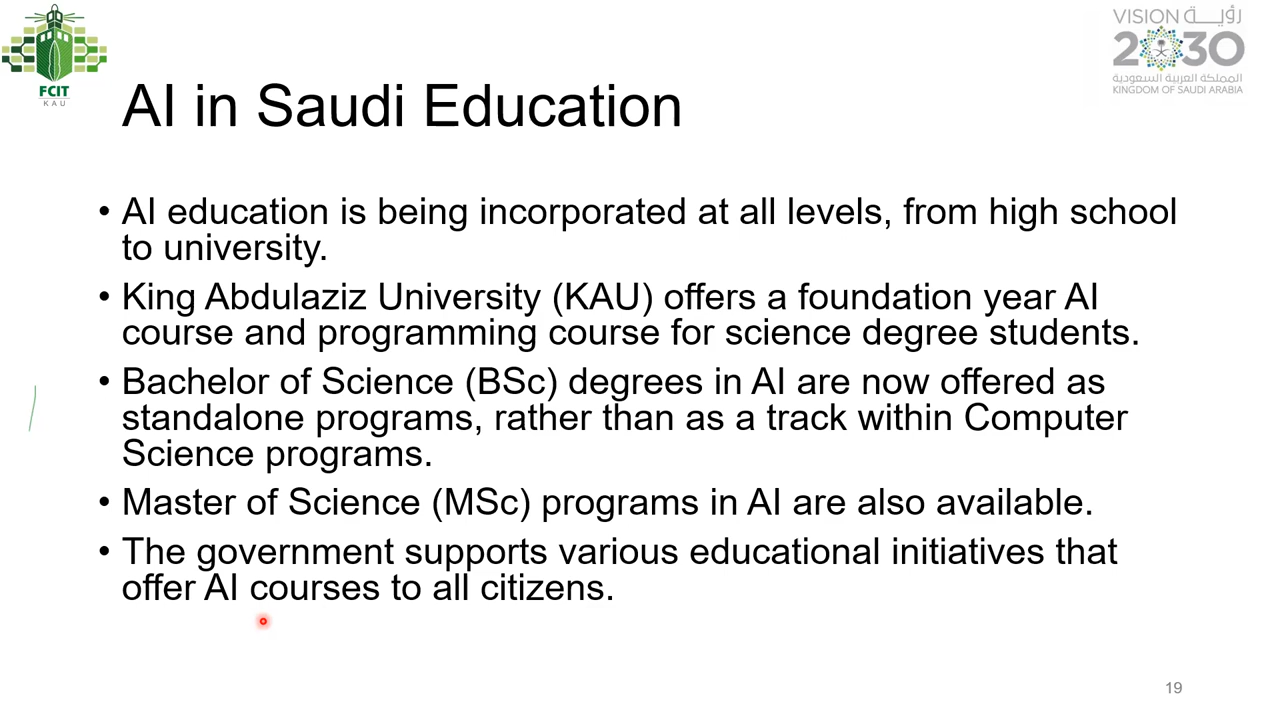 FCIT
KAU
VISION رؤيـــة
2030
المملكة العربية السعودية
KINGDOM OF SAUDI ARABIA
AI in Saudi Education
• AI education is being incorporated at all levels, from high school
to university.
• King Abdulaziz University (KAU) offers a foundation year AI
course and programming course for science degree students.
• Bachelor of Science (BSc) degrees in AI are now offered as
standalone programs, rather than as a track within Computer
Science programs.
• Master of Science (MSc) programs in AI are also available.
• The government supports various educational initiatives that
offer AI courses to all citizens.
19